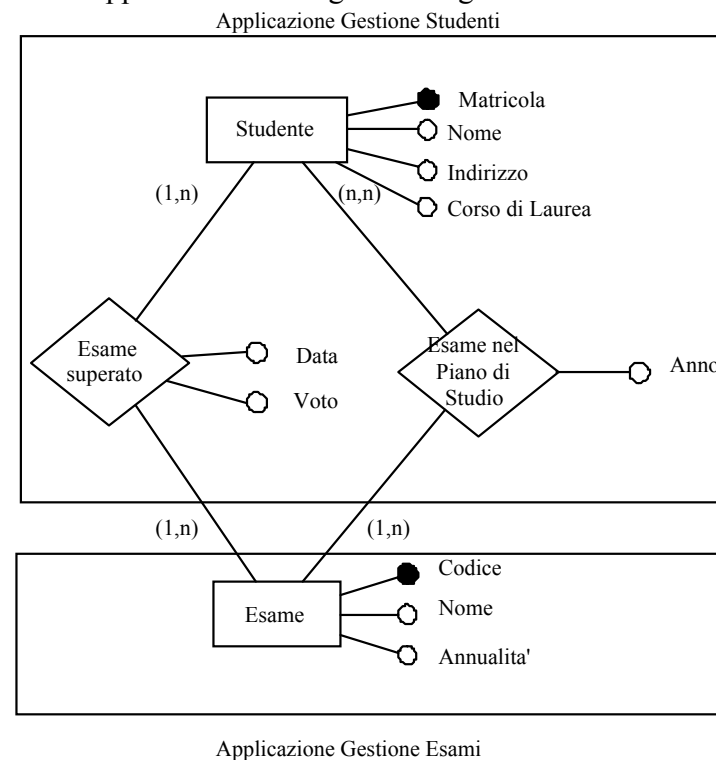 Applicazione Gestione Studenti
Studente
Matricola
Nome
Indirizzo
Corso di Laurea
(1,n)
(n,n)
Esame
superato
Data
Voto
Esame nel
Piano di
Studio
Anno
(1,n)
(1,n)
Esame
Codice
Nome
Annualita'
Applicazione Gestione Esami